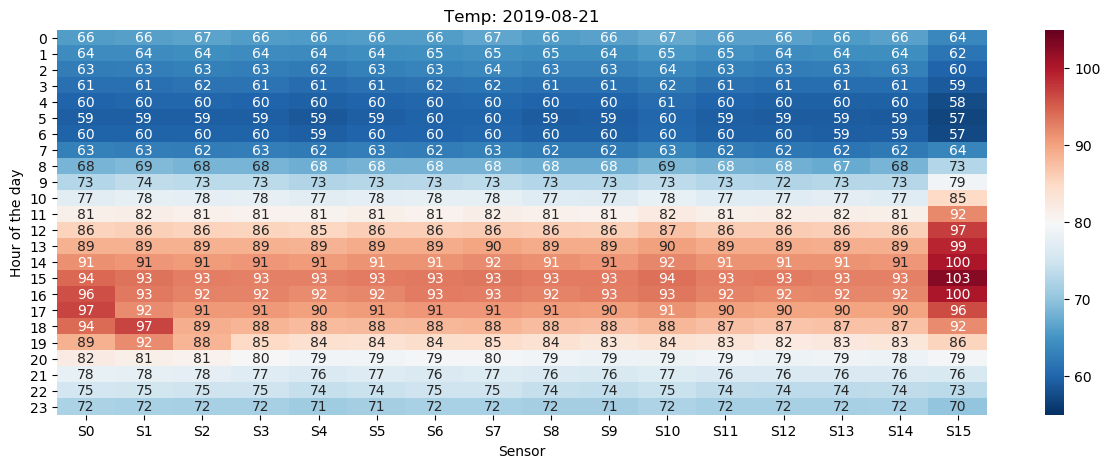 Temp: 2019-08-21
Hour of the day
0 66 66 67 66 66 66 66 67 66 66 67 66 66 66 66 64
1 64 64 64 64 64 64 65 65 65 64 65 65 64 64 64 62
2 63 63 63 63 62 63 63 64 63 63 64 63 63 63 63 60
3 61 61 62 61 61 61 62 62 61 61 62 61 61 61 61 59
4 60 60 60 60 60 60 60 60 60 60 61 60 60 60 60 58
5 59 59 59 59 59 59 60 60 59 59 60 59 59 59 59 57
6 60 60 60 60 59 60 60 60 60 60 60 60 60 59 59 57
7 63 63 62 63 62 63 62 63 62 62 63 62 62 62 62 64
8 68 69 68 68 68 68 68 68 68 68 69 68 68 67 68 73
9 73 74 73 73 73 73 73 73 73 73 73 73 72 73 73 79
10 77 78 78 78 77 78 78 78 77 77 78 77 77 77 77 85
11 81 82 81 81 81 81 81 82 81 81 82 81 82 82 81 92
12 86 86 86 86 85 86 86 86 86 86 87 86 86 86 86 97
13 89 89 89 89 89 89 89 90 89 89 90 89 89 89 89 99
14 91 91 91 91 91 91 91 92 91 91 92 91 91 91 91 100
15 94 93 93 93 93 93 93 93 93 93 94 93 93 93 93 103
16 96 93 92 92 92 92 93 93 92 93 93 92 92 92 92 100
17 97 92 91 91 90 91 91 91 91 90 91 90 90 90 90 96
18 94 97 89 88 88 88 88 88 88 88 88 87 87 87 87 92
19 89 92 88 85 84 84 84 85 84 83 84 83 82 83 83 86
20 82 81 81 80 79 79 79 80 79 79 79 79 79 79 78 79
21 78 78 78 77 76 77 76 77 76 76 77 76 76 76 76 76
22 75 75 75 75 74 74 75 75 74 74 75 74 74 74 74 73
23 72 72 72 72 71 71 72 72 72 71 72 72 72 72 72 70
S0 S1 S2 S3 S4 S5 S6 S7 S8 S9 S10 S11 S12 S13 S14 S15
Sensor
100
90
80
70
60